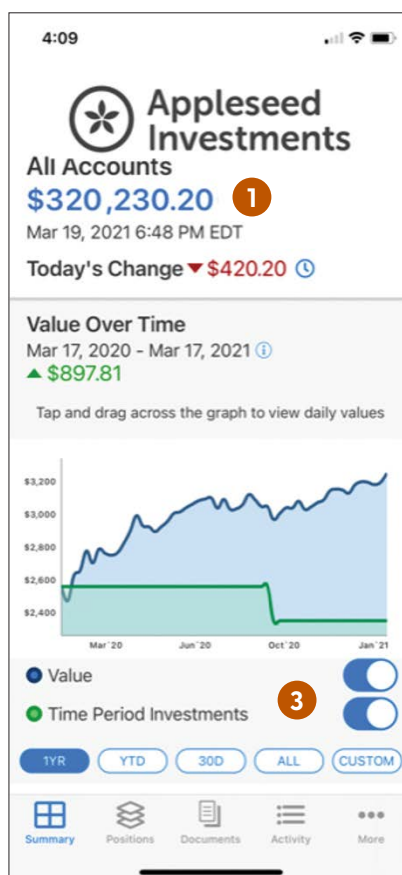 4:09
Appleseed
Investments
All Accounts
$320,230.20 1
Mar 19, 2021 6:48 PM EDT
Today's Change ▼ $420.20
Value Over Time
Mar 17, 2020 - Mar 17, 2021 i
▲ $897.81
Tap and drag across the graph to view daily values
$3,200
$3,000
$2,800
$2,600
$2,400
Mar`20 Jun`20 Oct`20 Jan`21
Value
Time Period Investments 3
1YR YTD 30D ALL CUSTOM
Summary Positions Documents Activity More